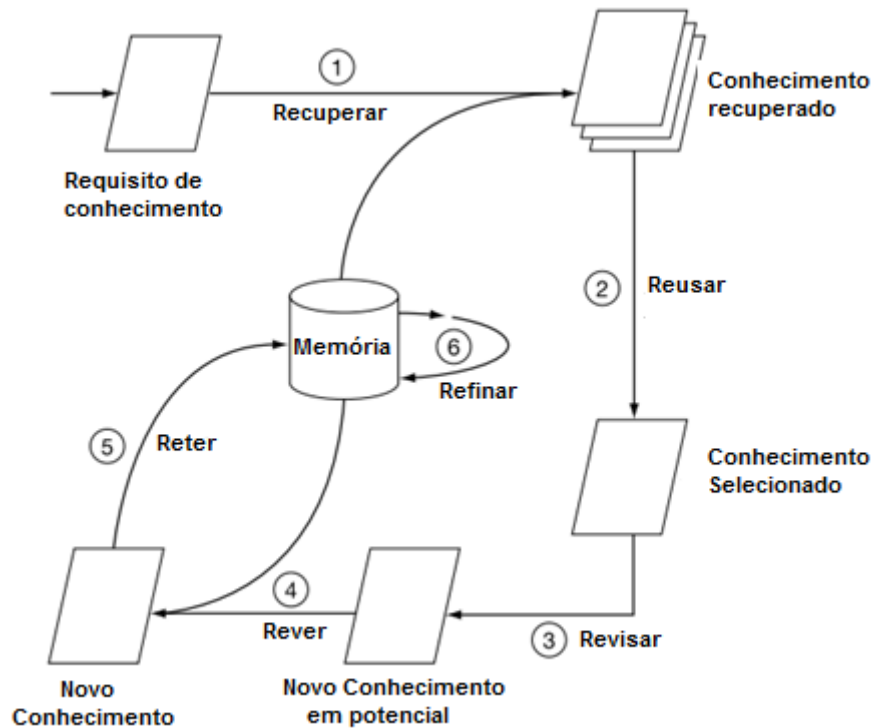 1
Recuperar
Requisito de
conhecimento
Conhecimento
recuperado
2
Reusar
Memória
6
Refinar
5
Reter
Conhecimento
Selecionado
4
Rever
3
Revisar
Novo
Conhecimento
Novo Conhecimento
em potencial